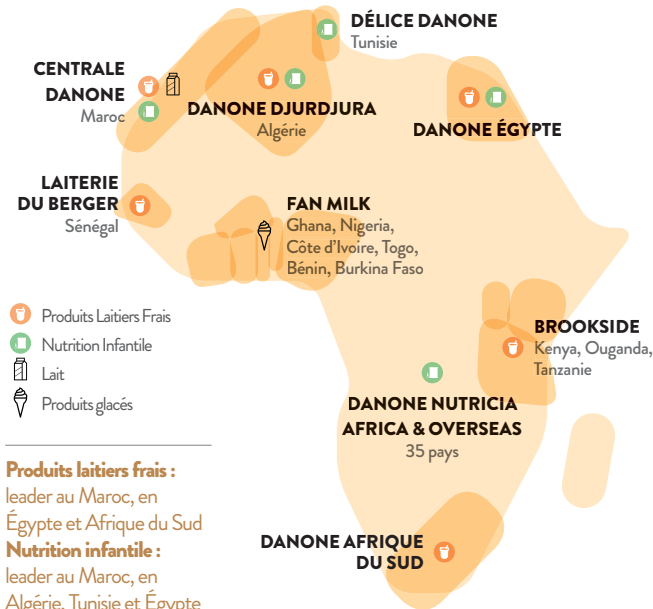 DÉLICE DANONE
Tunisie
CENTRALE
DANONE
Maroc
DANONE DJURDJURA
Algérie
DANONE ÉGYPTE
LAITERIE
DU BERGER
Sénégal
FAN MILK
Ghana, Nigeria,
Côte d'Ivoire, Togo,
Bénin, Burkina Faso
Produits Laitiers Frais
Nutrition Infantile
Lait
Produits glacés
BROOKSIDE
Kenya, Ouganda,
Tanzanie
DANONE NUTRICIA
AFRICA & OVERSEAS
35 pays
Produits laitiers frais :
leader au Maroc, en
Égypte et Afrique du Sud
Nutrition infantile :
leader au Maroc, en
Algérie, Tunisie et Égypte
DANONE AFRIQUE
DU SUD